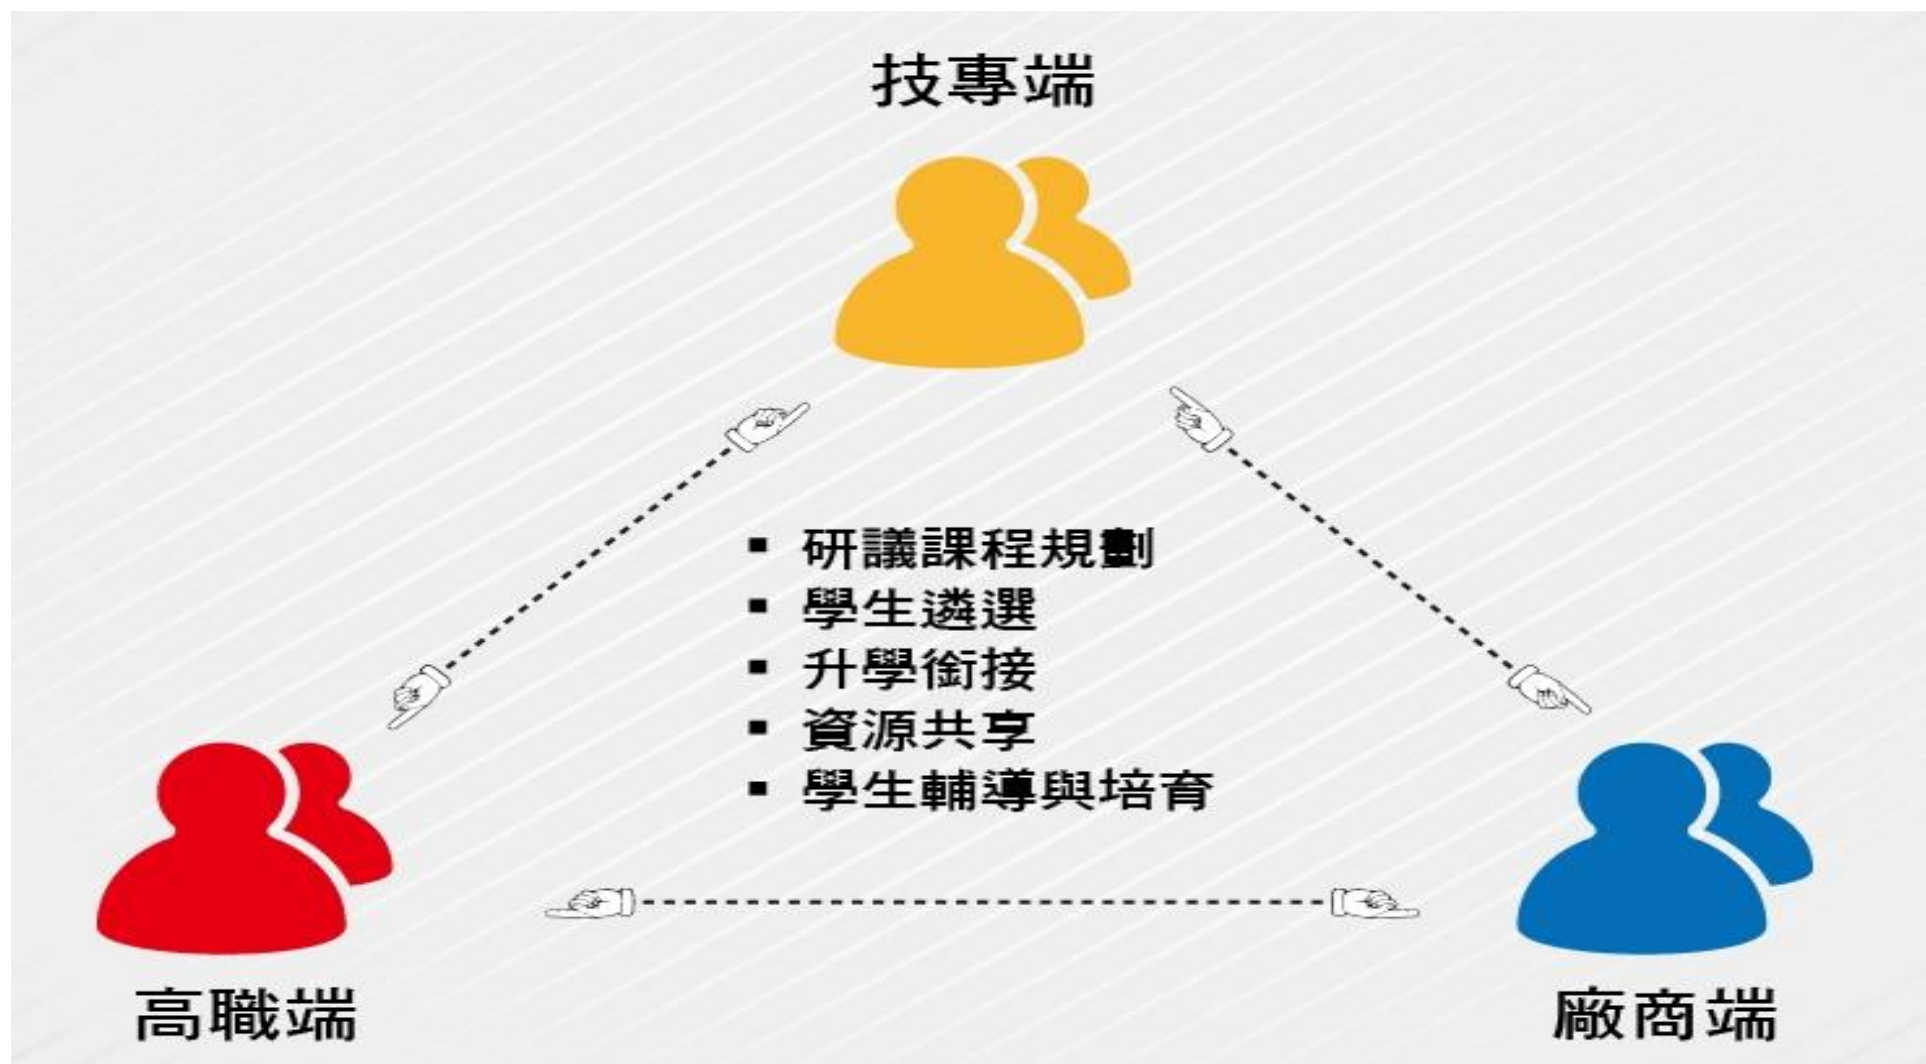 技專端
▪ 研議課程規劃
▪ 學生遴選
▪ 升學銜接
▪ 資源共享
▪ 學生輔導與培育
高職端
廠商端